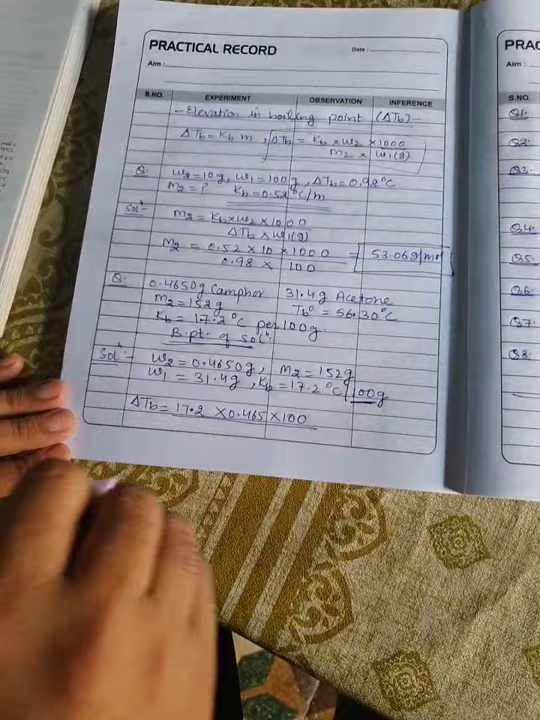 PRACTICAL RECORD
Date :
Aim :
S.NO. EXPERIMENT OBSERVATION INFERENCE
- Elevation in boiling point (ΔTb) -
ΔTb = Kb m , ΔTb = Kb × w2 × 1000
M2 × w1(g)
Q: w2 = 10g, w1 = 100g, ΔTb = 0.98°C
M2 = ? Kb = 0.52°C/m
Sol:- M2 = Kb × w2 × 1000
ΔTb × w1(g)
M2 = 0.52 × 10 × 1000 = 53.06g/mol
0.98 × 100
Q: 0.4650g Camphor 31.4g Acetone
M2 = 152g Tb° = 56.30°C
Kb = 17.2°C per 100g.
B.pt. of solⁿ.
Sol:- w2 = 0.4650g, M2 = 152g
w1 = 31.4g, Kb = 17.2°C/100g
ΔTb = 17.2 × 0.465 × 100
PRAC
Aim :
S.NO.
Q1:
Q2:
Q3:
Q4:
Q5:
Q6:
Q7:
Q8: